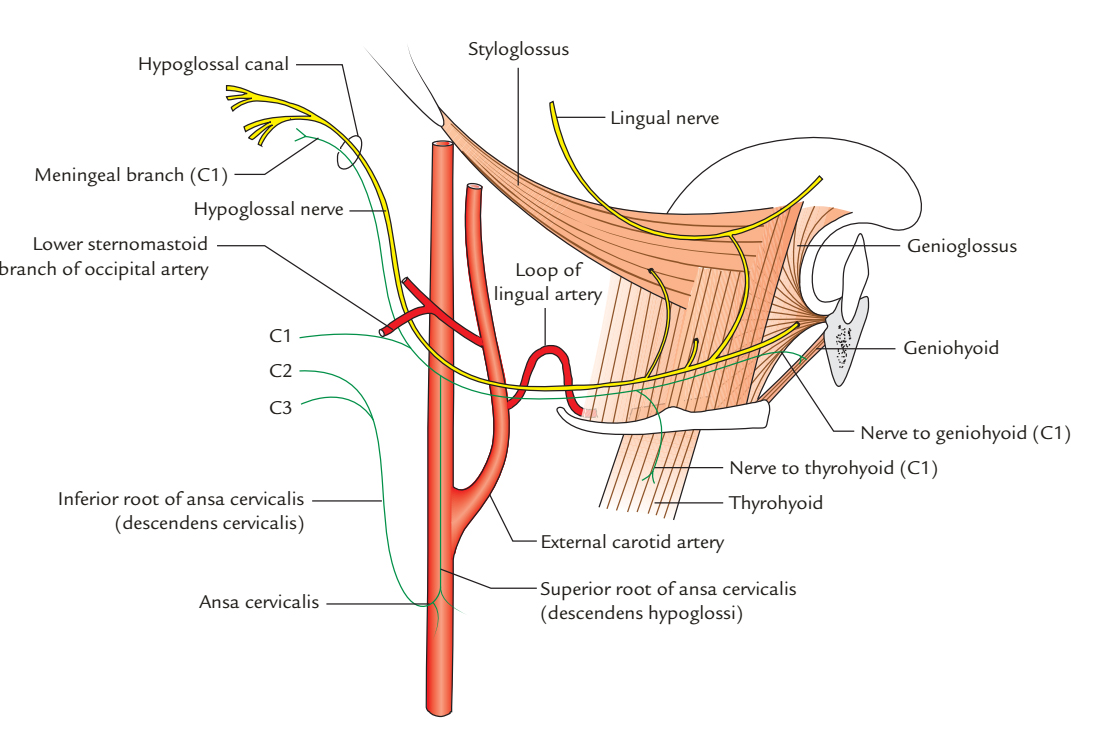 Styloglossus
Hypoglossal canal
Lingual nerve
Meningeal branch (C1)
Hypoglossal nerve
Lower sternomastoid
branch of occipital artery
Loop of
lingual artery
Genioglossus
C1
C2
C3
Geniohyoid
Nerve to geniohyoid (C1)
Nerve to thyrohyoid (C1)
Thyrohyoid
Inferior root of ansa cervicalis
(descendens cervicalis)
External carotid artery
Superior root of ansa cervicalis
(descendens hypoglossi)
Ansa cervicalis